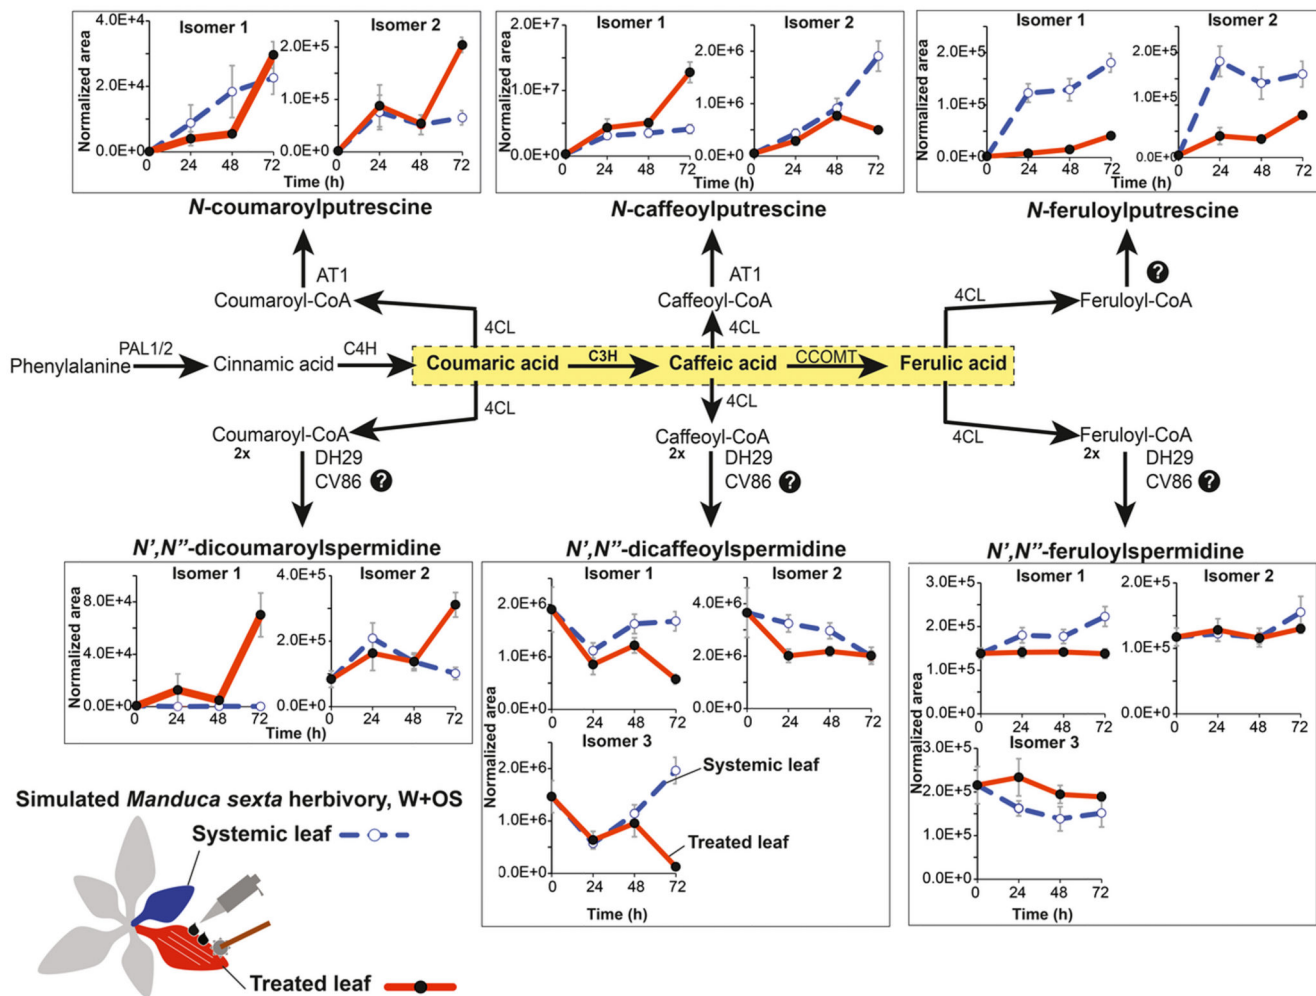 Isomer 1
Isomer 2
Normalized area
4.0E+4
2.0E+4
0.0E+0
0
24
48
72
2.0E+5
1.0E+5
0.0E+0
0
24
48
72
Time (h)
N-coumaroylputrescine
Isomer 1
Isomer 2
Normalized area
2.0E+7
1.0E+7
0.0E+0
0
24
48
72
2.0E+6
1.0E+6
0.0E+0
0
24
48
72
Time (h)
N-caffeoylputrescine
Isomer 1
Isomer 2
Normalized area
2.0E+5
1.0E+5
0.0E+0
0
24
48
72
2.0E+5
1.0E+5
0.0E+0
0
24
48
72
Time (h)
N-feruloylputrescine
AT1
AT1
?
Coumaroyl-CoA
Caffeoyl-CoA
Feruloyl-CoA
4CL
4CL
4CL
Phenylalanine
PAL1/2
Cinnamic acid
C4H
Coumaric acid
C3H
Caffeic acid
CCOMT
Ferulic acid
4CL
4CL
4CL
Coumaroyl-CoA
2x
Caffeoyl-CoA
2x
Feruloyl-CoA
2x
DH29
CV86 ?
DH29
CV86 ?
DH29
CV86 ?
N',N''-dicoumaroylspermidine
Isomer 1
Isomer 2
Normalized area
8.0E+4
4.0E+4
0.0E+0
0
24
48
72
4.0E+5
2.0E+5
0.0E+0
0
24
48
72
Time (h)
N',N''-dicaffeoylspermidine
Isomer 1
Isomer 2
Normalized area
2.0E+6
1.0E+6
0.0E+0
0
24
48
72
4.E+6
2.0E+6
0.0E+0
0
24
48
72
Isomer 3
2.0E+6
1.0E+6
0.0E+0
0
24
48
72
Time (h)
Systemic leaf
Treated leaf
N',N''-feruloylspermidine
Isomer 1
Isomer 2
Normalized area
3.0E+5
2.0E+5
1.0E+5
0.0E+0
0
24
48
72
2.0E+5
1.0E+5
0.0E+0
0
24
48
72
Isomer 3
3.0E+5
2.0E+5
1.0E+5
0.0E+0
0
24
48
72
Time (h)
Simulated Manduca sexta herbivory, W+OS
Systemic leaf
Treated leaf